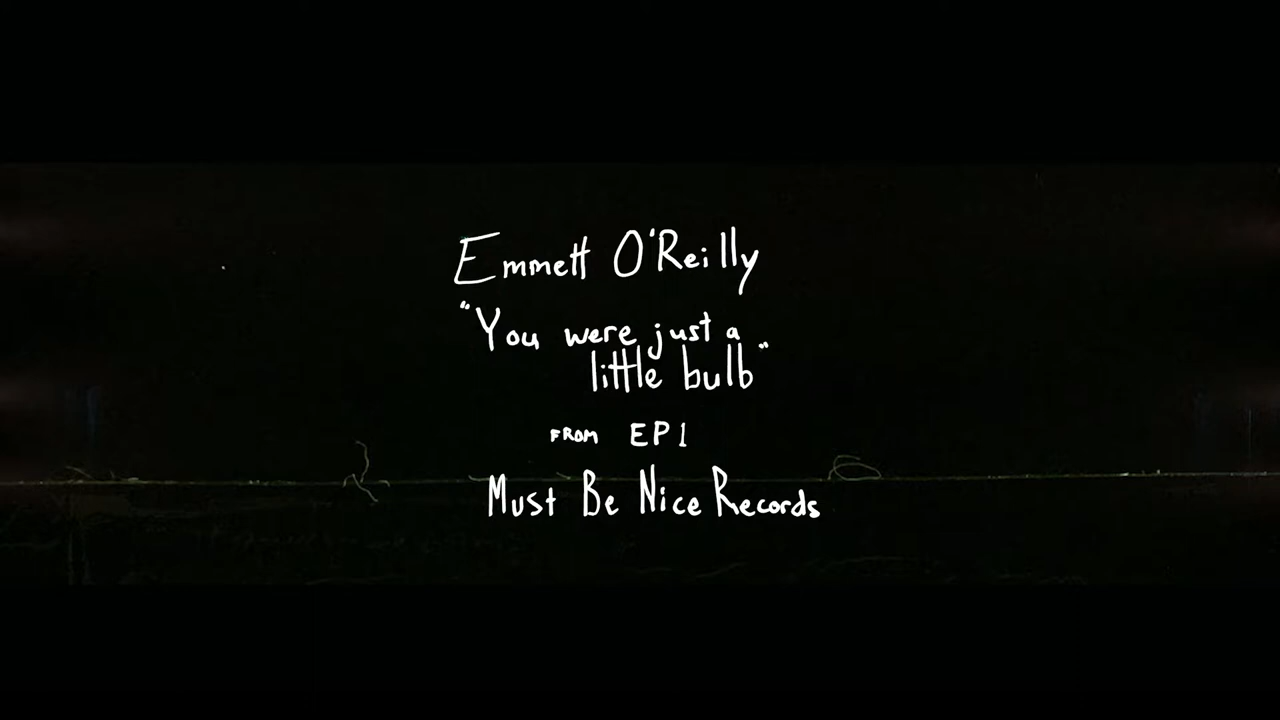 Emmett O'Reilly
"You were just a
little bulb"
FROM EP1
Must Be Nice Records